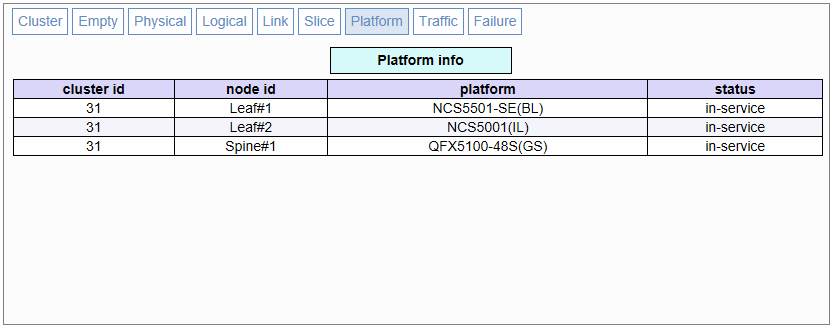 Cluster Empty Physical Logical Link Slice Platform Traffic Failure
Platform info
cluster id node id platform status
31 Leaf#1 NCS5501-SE(BL) in-service
31 Leaf#2 NCS5001(IL) in-service
31 Spine#1 QFX5100-48S(GS) in-service